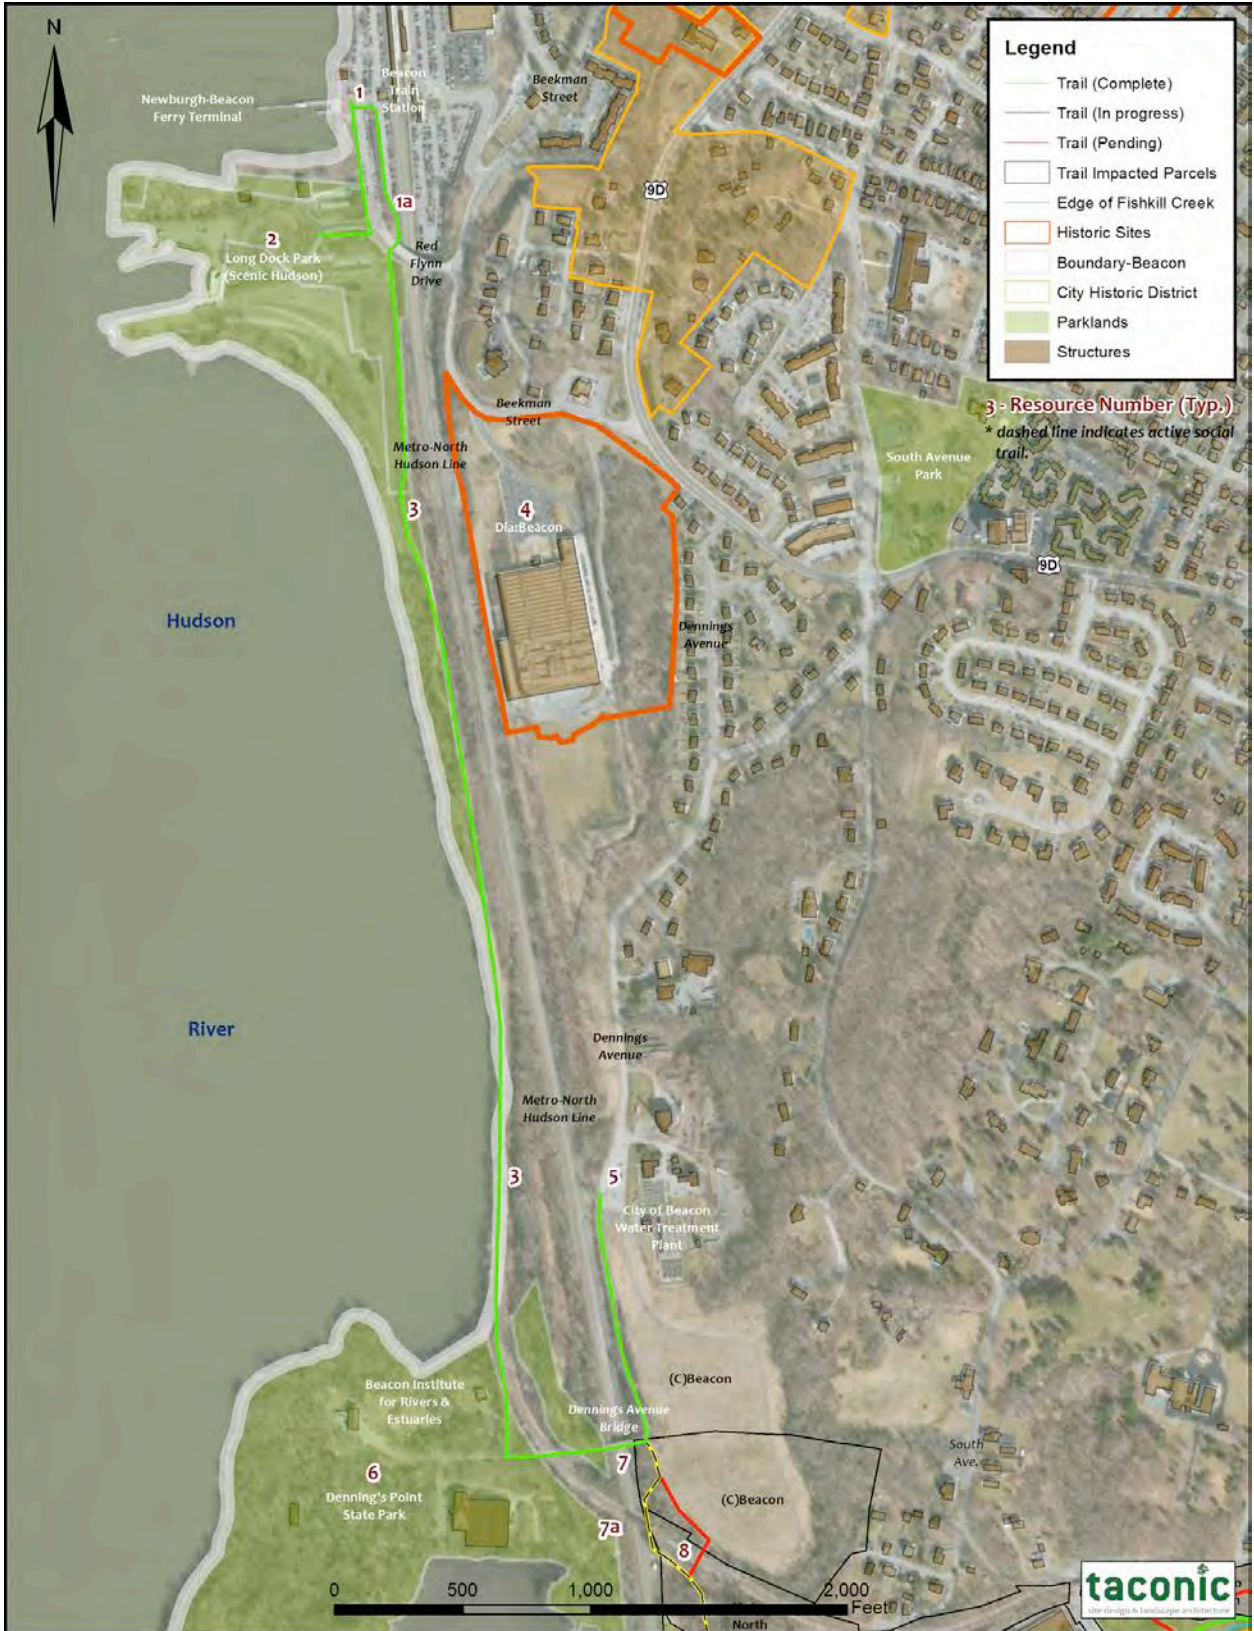 N
Newburgh-Beacon
Ferry Terminal
1
Beacon
Train
Station
Beekman
Street
9D
1a
2
Long Dock Park
(Scenic Hudson)
Red
Flynn
Drive
Legend
Trail (Complete)
Trail (In progress)
Trail (Pending)
Trail Impacted Parcels
Edge of Fishkill Creek
Historic Sites
Boundary-Beacon
City Historic District
Parklands
Structures
3 - Resource Number (Typ.)
* dashed line indicates active social
trail.
Beekman
Street
Metro-North
Hudson Line
South Avenue
Park
3
4
Dia:Beacon
9D
Hudson
Dennings
Avenue
River
Dennings
Avenue
Metro-North
Hudson Line
3
5
City of Beacon
Water Treatment
Plant
Beacon Institute
for Rivers &
Estuaries
(C)Beacon
Dennings Avenue
Bridge
South
Ave.
7
6
Denning's Point
State Park
(C)Beacon
7a
8
0 500 1,000 2,000
Feet
North
taconic
site design & landscape architecture